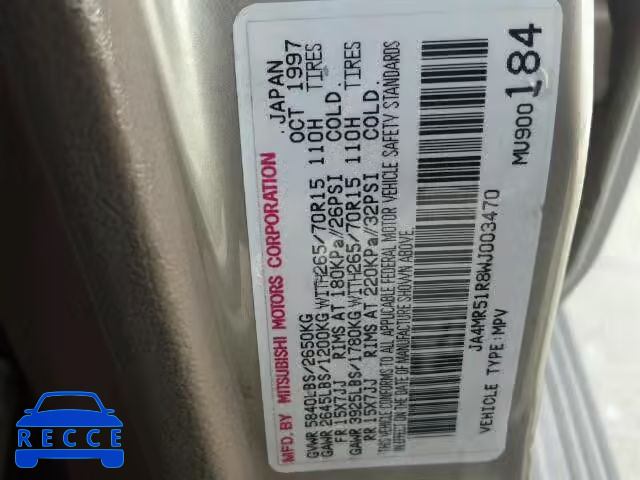 MFD. BY MITSUBISHI MOTORS CORPORATION JAPAN
GVWR 5840LBS/2650KG OCT 1997
GAWR 2645LBS/1200KG WITH 265/70R15 110H TIRES
FR 15X7JJ RIMS AT 180KPa//26PSI COLD.
GAWR 3925LBS/1780KG WITH 265/70R15 110H TIRES
RR 15X7JJ RIMS AT 220KPa//32PSI COLD.
THIS VEHICLE CONFORMS TO ALL APPLICABLE FEDERAL MOTOR VEHICLE SAFETY STANDARDS
IN EFFECT ON THE DATE OF MANUFACTURE SHOWN ABOVE.
JA4MR51R8WJ003470
VEHICLE TYPE:MPV
MU900184
RECCE